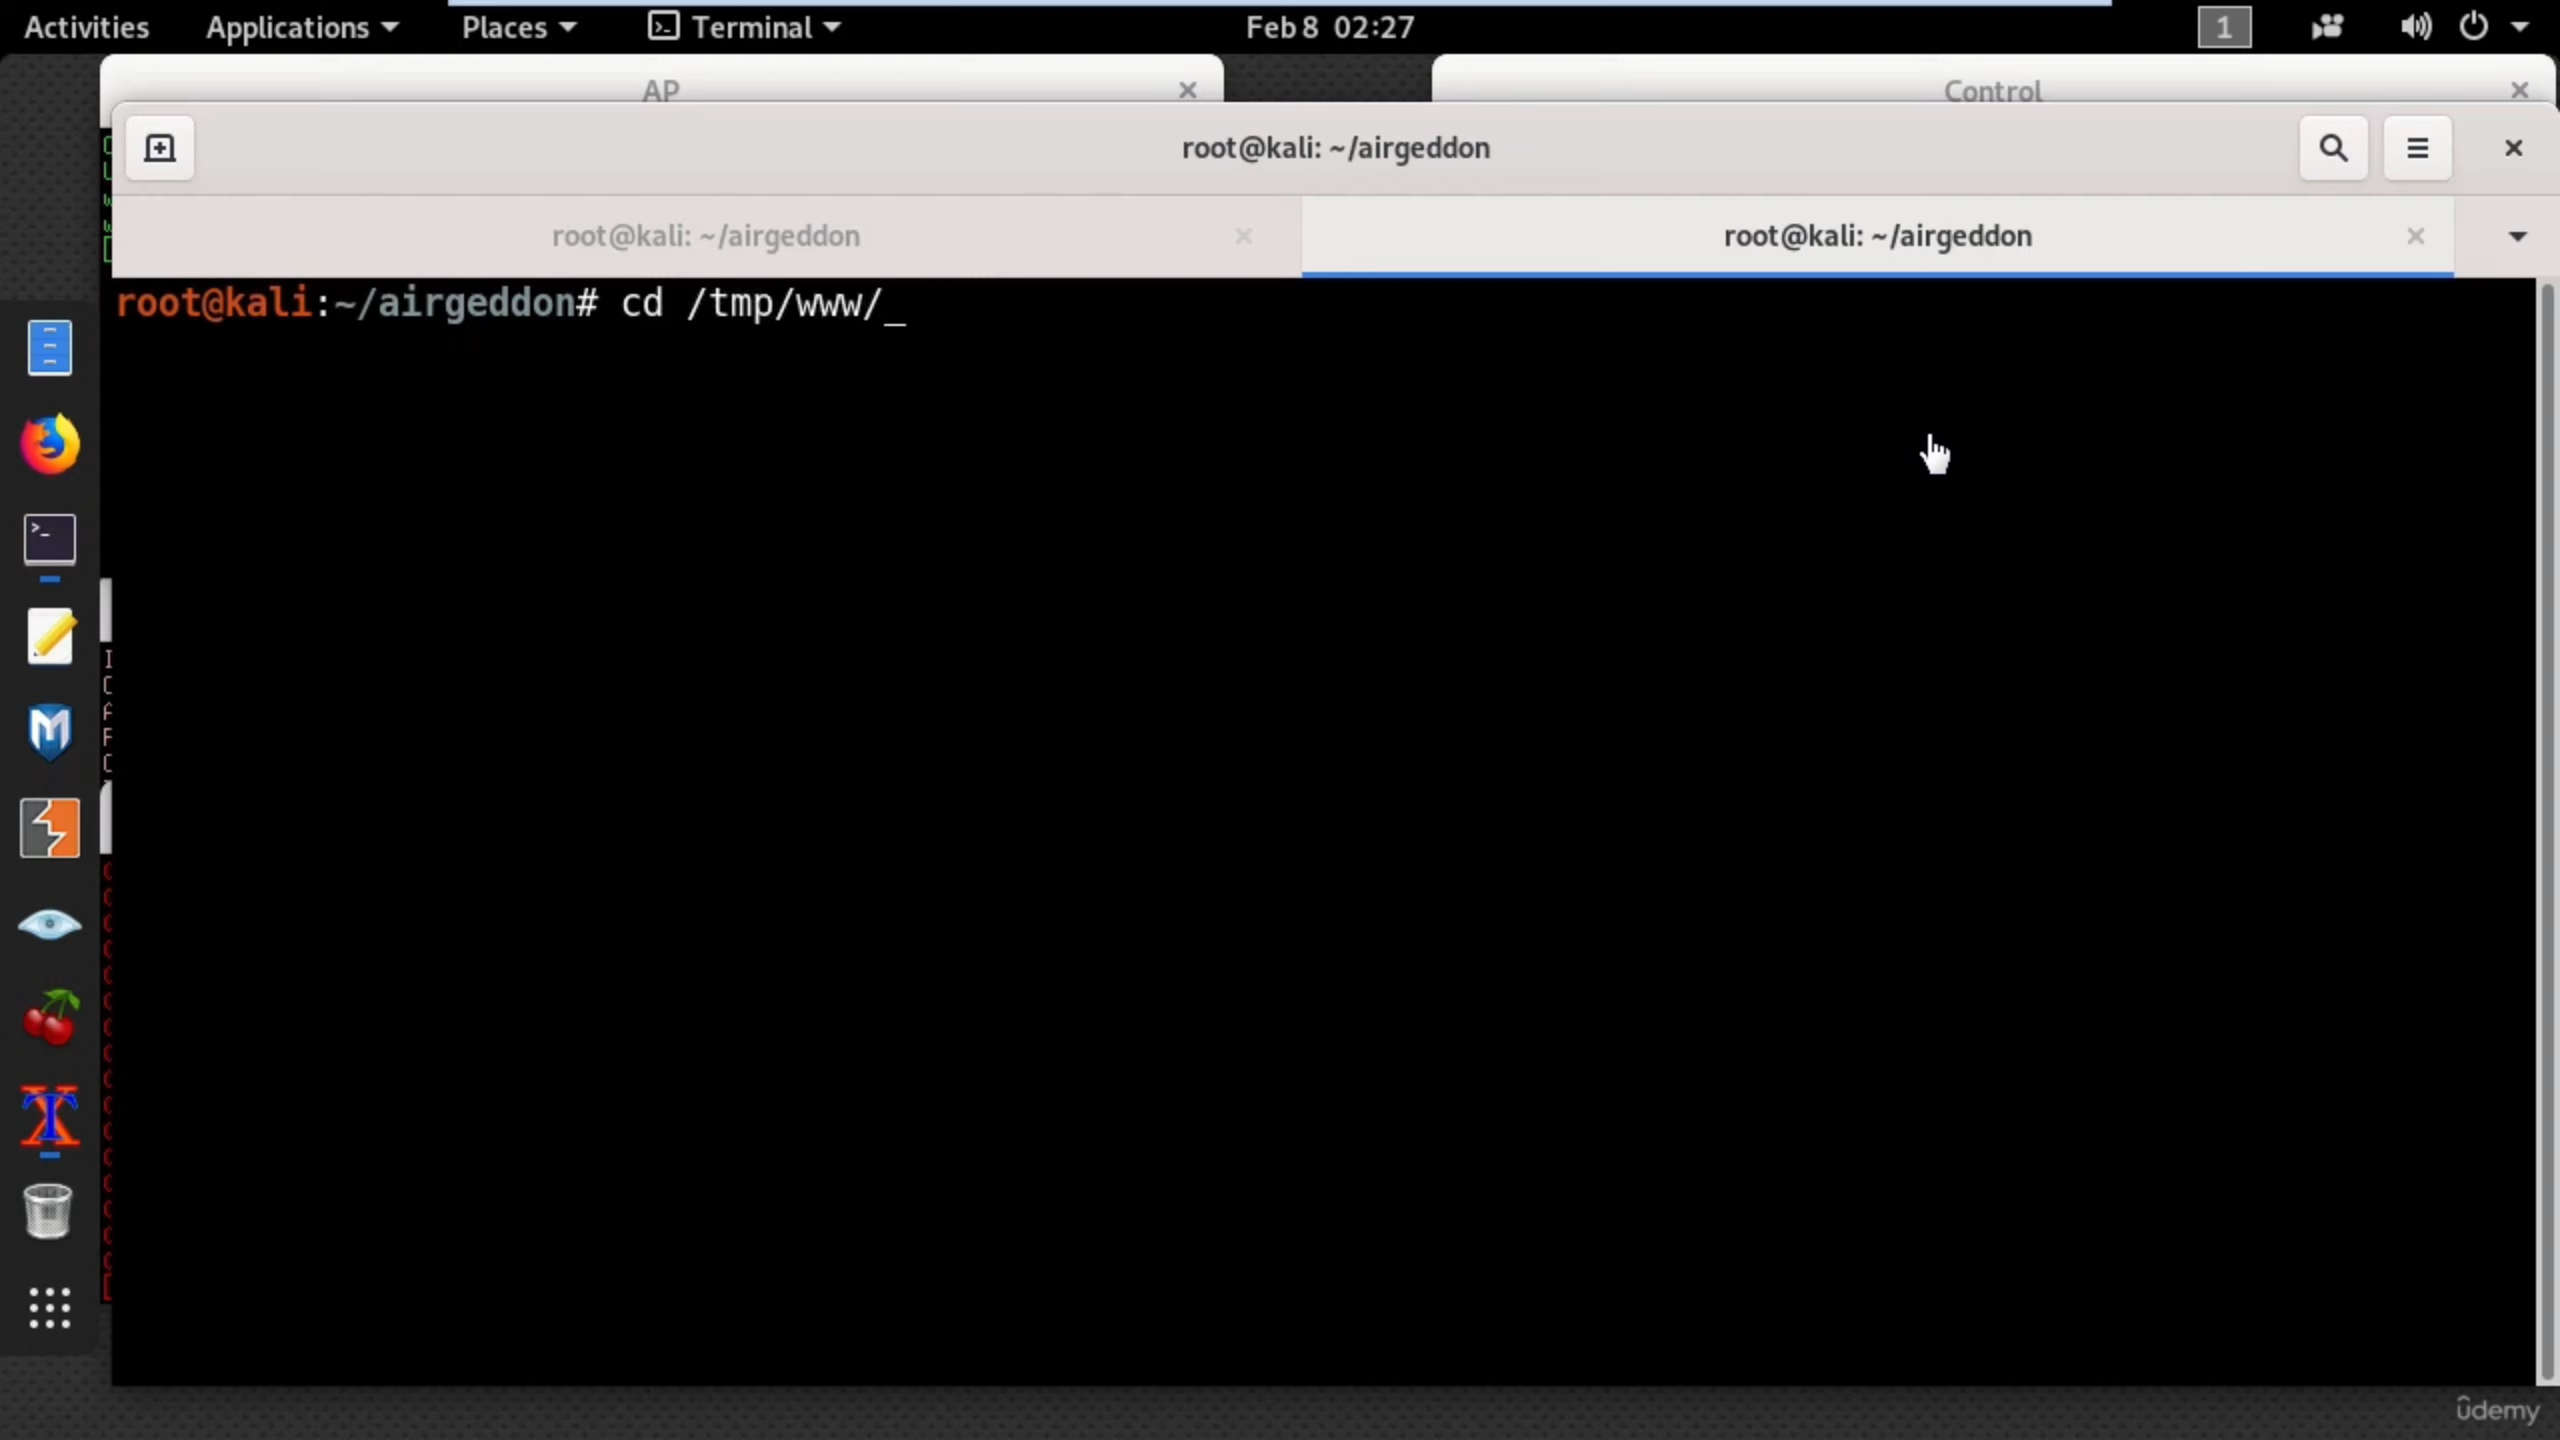 Activities Applications Places Terminal Feb 8 02:27 1
AP Control
root@kali: ~/airgeddon
root@kali: ~/airgeddon root@kali: ~/airgeddon
root@kali:~/airgeddon# cd /tmp/www/_
ûdemy